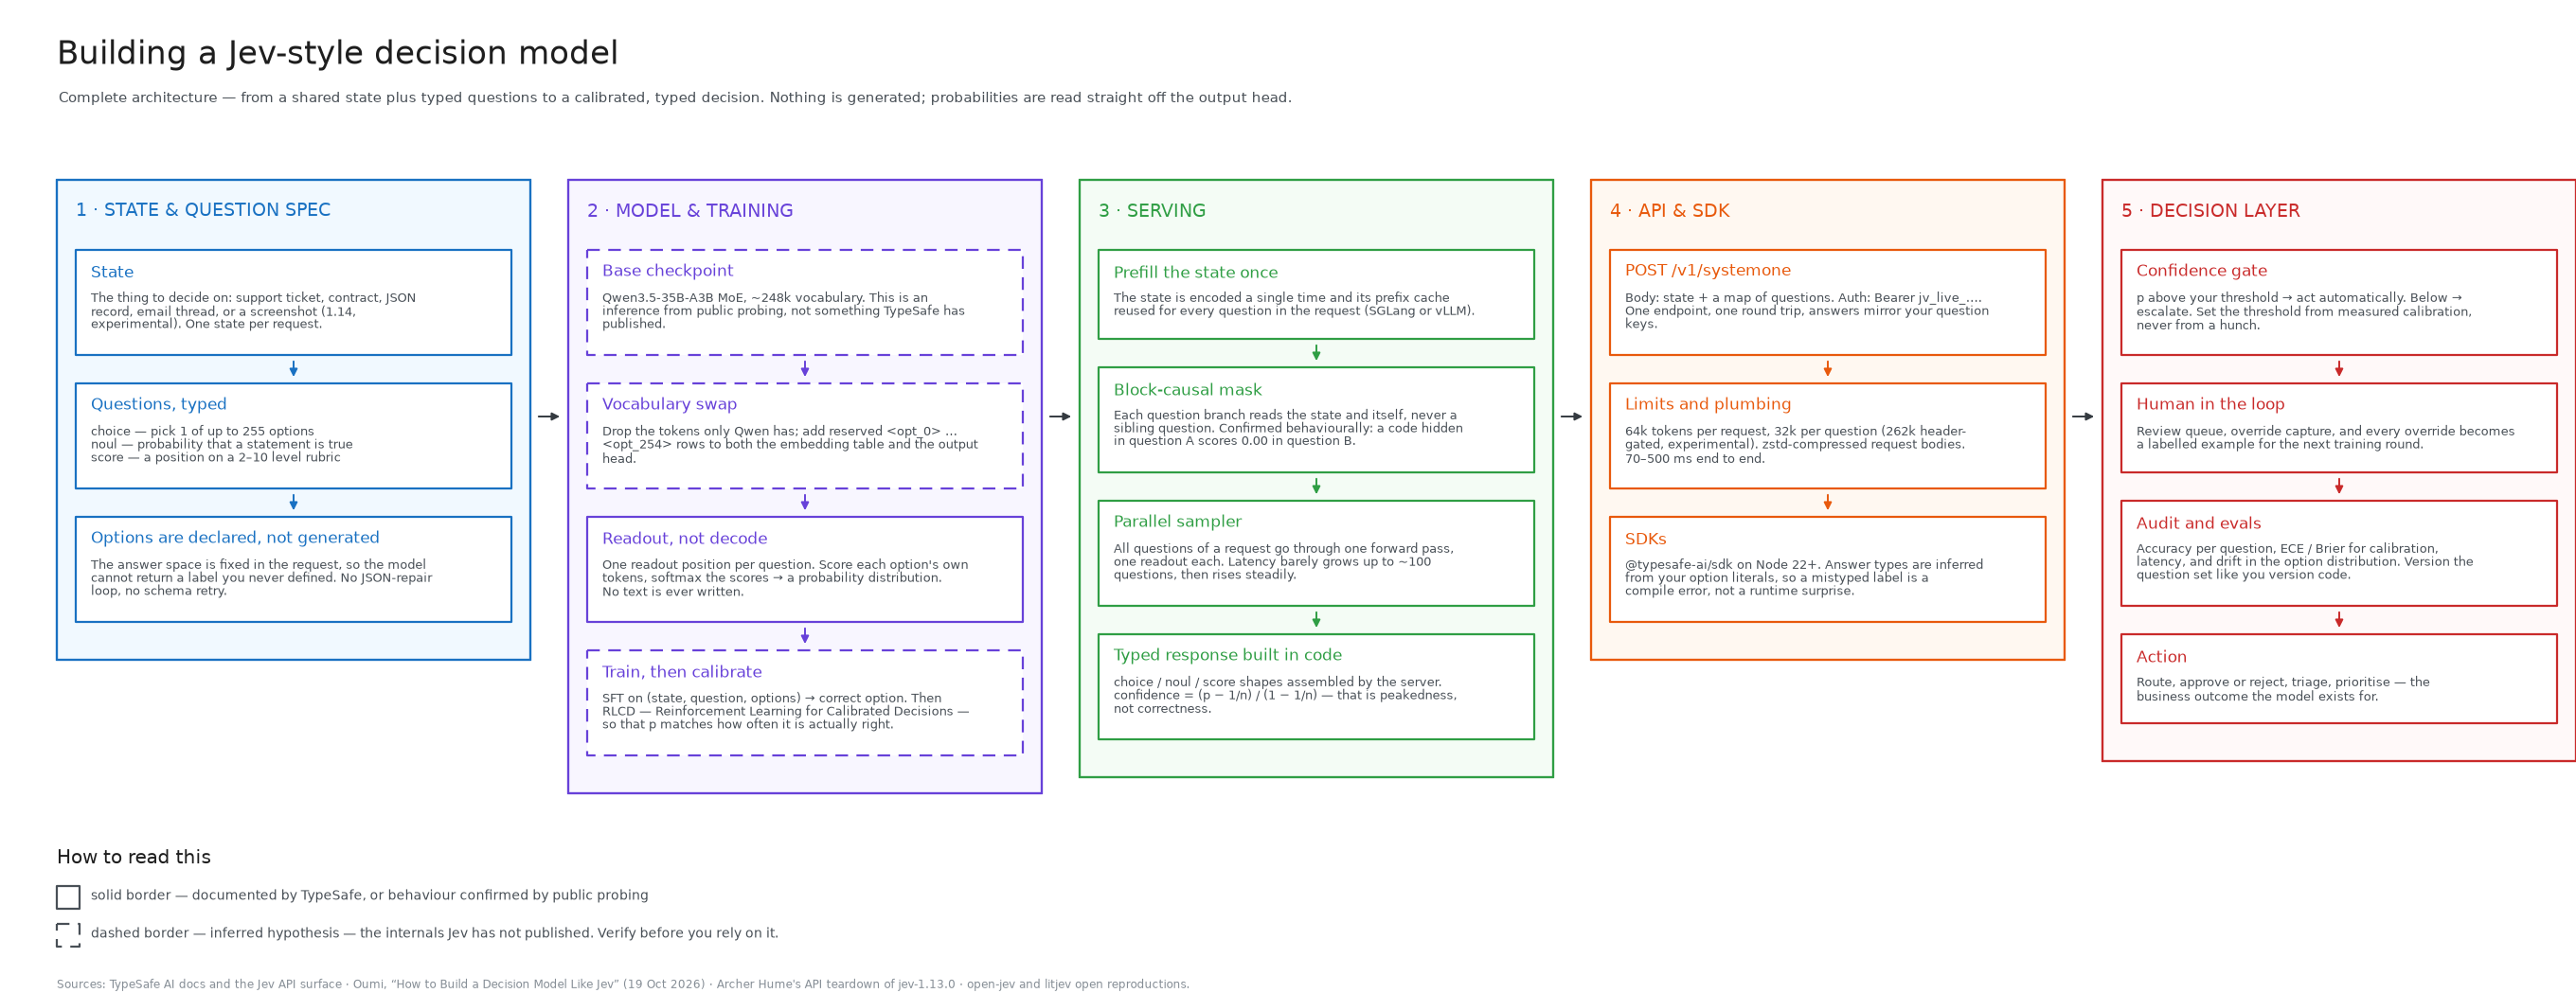 Building a Jev-style decision model
Complete architecture — from a shared state plus typed questions to a calibrated, typed decision. Nothing is generated; probabilities are read straight off the output head.
1 · STATE & QUESTION SPEC
State
The thing to decide on: support ticket, contract, JSON
record, email thread, or a screenshot (1.14,
experimental). One state per request.
Questions, typed
choice — pick 1 of up to 255 options
noul — probability that a statement is true
score — a position on a 2–10 level rubric
Options are declared, not generated
The answer space is fixed in the request, so the model
cannot return a label you never defined. No JSON-repair
loop, no schema retry.
2 · MODEL & TRAINING
Base checkpoint
Qwen3.5-35B-A3B MoE, ~248k vocabulary. This is an
inference from public probing, not something TypeSafe has
published.
Vocabulary swap
Drop the tokens only Qwen has; add reserved <opt_0> …
<opt_254> rows to both the embedding table and the output
head.
Readout, not decode
One readout position per question. Score each option's own
tokens, softmax the scores → a probability distribution.
No text is ever written.
Train, then calibrate
SFT on (state, question, options) → correct option. Then
RLCD — Reinforcement Learning for Calibrated Decisions —
so that p matches how often it is actually right.
3 · SERVING
Prefill the state once
The state is encoded a single time and its prefix cache
reused for every question in the request (SGLang or vLLM).
Block-causal mask
Each question branch reads the state and itself, never a
sibling question. Confirmed behaviourally: a code hidden
in question A scores 0.00 in question B.
Parallel sampler
All questions of a request go through one forward pass,
one readout each. Latency barely grows up to ~100
questions, then rises steadily.
Typed response built in code
choice / noul / score shapes assembled by the server.
confidence = (p − 1/n) / (1 − 1/n) — that is peakedness,
not correctness.
4 · API & SDK
POST /v1/systemone
Body: state + a map of questions. Auth: Bearer jv_live_....
One endpoint, one round trip, answers mirror your question
keys.
Limits and plumbing
64k tokens per request, 32k per question (262k header-
gated, experimental). zstd-compressed request bodies.
70–500 ms end to end.
SDKs
@typesafe-ai/sdk on Node 22+. Answer types are inferred
from your option literals, so a mistyped label is a
compile error, not a runtime surprise.
5 · DECISION LAYER
Confidence gate
p above your threshold → act automatically. Below →
escalate. Set the threshold from measured calibration,
never from a hunch.
Human in the loop
Review queue, override capture, and every override becomes
a labelled example for the next training round.
Audit and evals
Accuracy per question, ECE / Brier for calibration,
latency, and drift in the option distribution. Version the
question set like you version code.
Action
Route, approve or reject, triage, prioritise — the
business outcome the model exists for.
How to read this
solid border — documented by TypeSafe, or behaviour confirmed by public probing
dashed border — inferred hypothesis — the internals Jev has not published. Verify before you rely on it.
Sources: TypeSafe AI docs and the Jev API surface · Oumi, “How to Build a Decision Model Like Jev” (19 Oct 2026) · Archer Hume's API teardown of jev-1.13.0 · open-jev and litjev open reproductions.